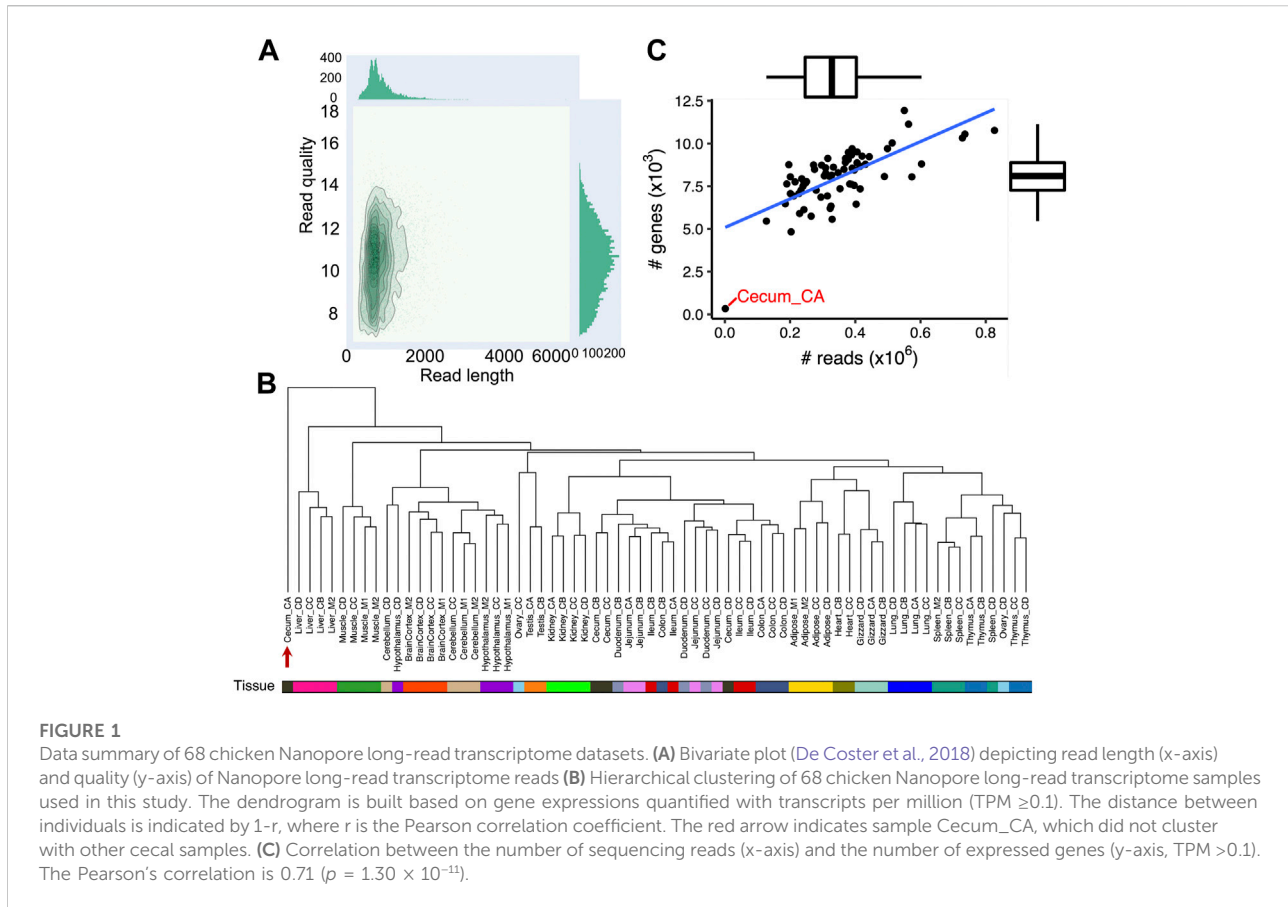 A
400
200
0
18
16
14
12
10
8
Read quality
0
2000
4000
6000
0 100200
Read length
C
12.5
10.0
7.5
5.0
2.5
0.0
# genes (x10³)
Cecum_CA
0.0
0.2
0.4
0.6
0.8
# reads (x10⁶)
B
Cecum_CA
Liver_CD
Liver_CC
Liver_CB
Liver_M2
Muscle_CD
Muscle_CC
Muscle_M1
Muscle_M2
Cerebellum_CD
Hypothalamus_CD
BrainCortex_M2
BrainCortex_CD
BrainCortex_CC
BrainCortex_M1
Cerebellum_CC
Cerebellum_M1
Cerebellum_M2
Hypothalamus_M2
Hypothalamus_CC
Hypothalamus_M1
Ovary_CC
Testis_CA
Testis_CB
Kidney_CA
Kidney_CB
Kidney_CC
Kidney_CD
Cecum_CB
Cecum_CC
Duodenum_CB
Jejunum_CA
Jejunum_CB
Ileum_CB
Colon_CB
Ileum_CA
Duodenum_CD
Jejunum_CC
Duodenum_CC
Jejunum_CD
Cecum_CD
Ileum_CC
Ileum_CD
Colon_CA
Colon_CC
Colon_CD
Adipose_M1
Adipose_M2
Adipose_CC
Adipose_CD
Heart_CB
Heart_CC
Gizzard_CD
Gizzard_CA
Gizzard_CB
Lung_CD
Lung_CB
Lung_CA
Lung_CC
Spleen_M2
Spleen_CB
Spleen_CC
Thymus_CA
Thymus_CB
Spleen_CD
Ovary_CD
Thymus_CC
Thymus_CD
Tissue
FIGURE 1
Data summary of 68 chicken Nanopore long-read transcriptome datasets. (A) Bivariate plot (De Coster et al., 2018) depicting read length (x-axis)
and quality (y-axis) of Nanopore long-read transcriptome reads (B) Hierarchical clustering of 68 chicken Nanopore long-read transcriptome samples
used in this study. The dendrogram is built based on gene expressions quantified with transcripts per million (TPM ≥0.1). The distance between
individuals is indicated by 1-r, where r is the Pearson correlation coefficient. The red arrow indicates sample Cecum_CA, which did not cluster
with other cecal samples. (C) Correlation between the number of sequencing reads (x-axis) and the number of expressed genes (y-axis, TPM >0.1).
The Pearson's correlation is 0.71 (p = 1.30 × 10⁻¹¹).